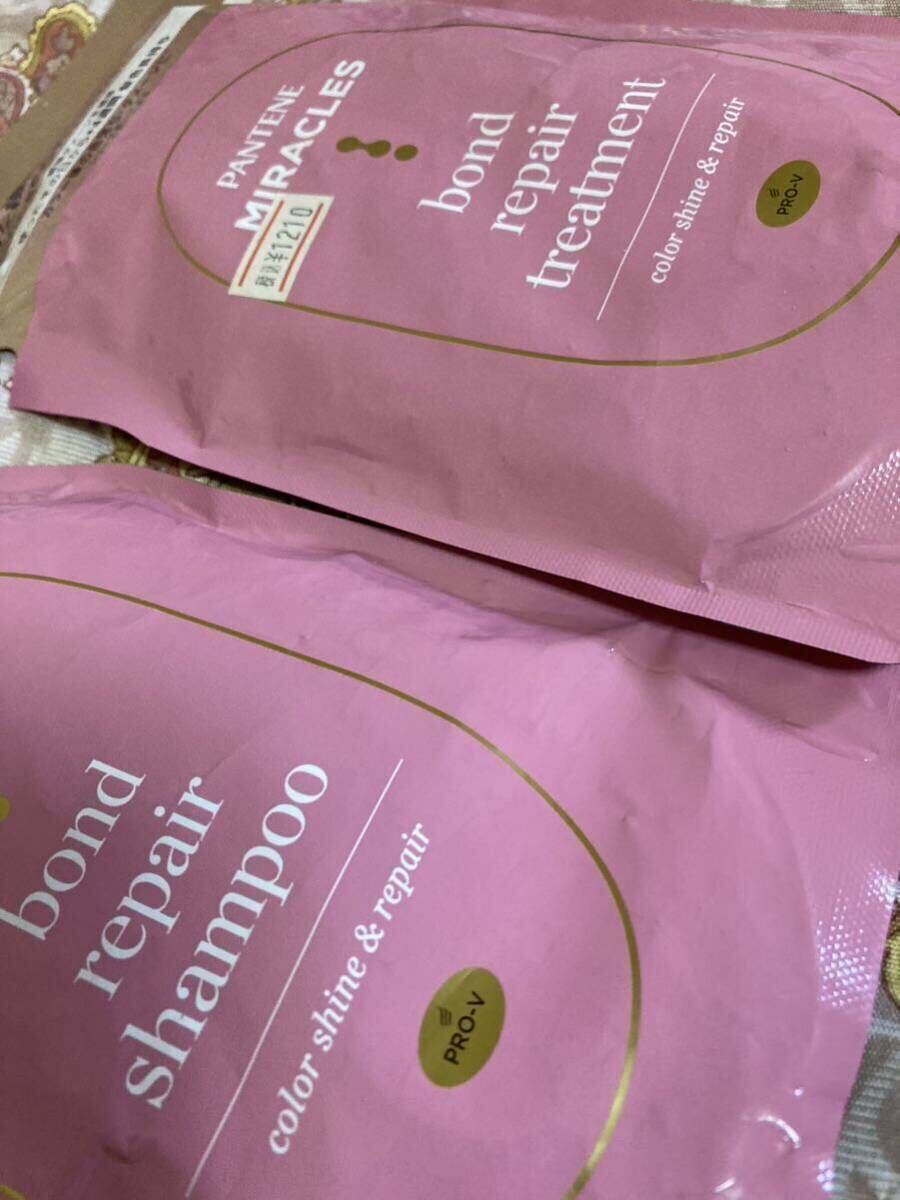 PANTENE
MIRACLES
税込¥1210
bond
repair
treatment
color shine & repair
PRO-V
bond
repair
shampoo
color shine & repair
PRO-V